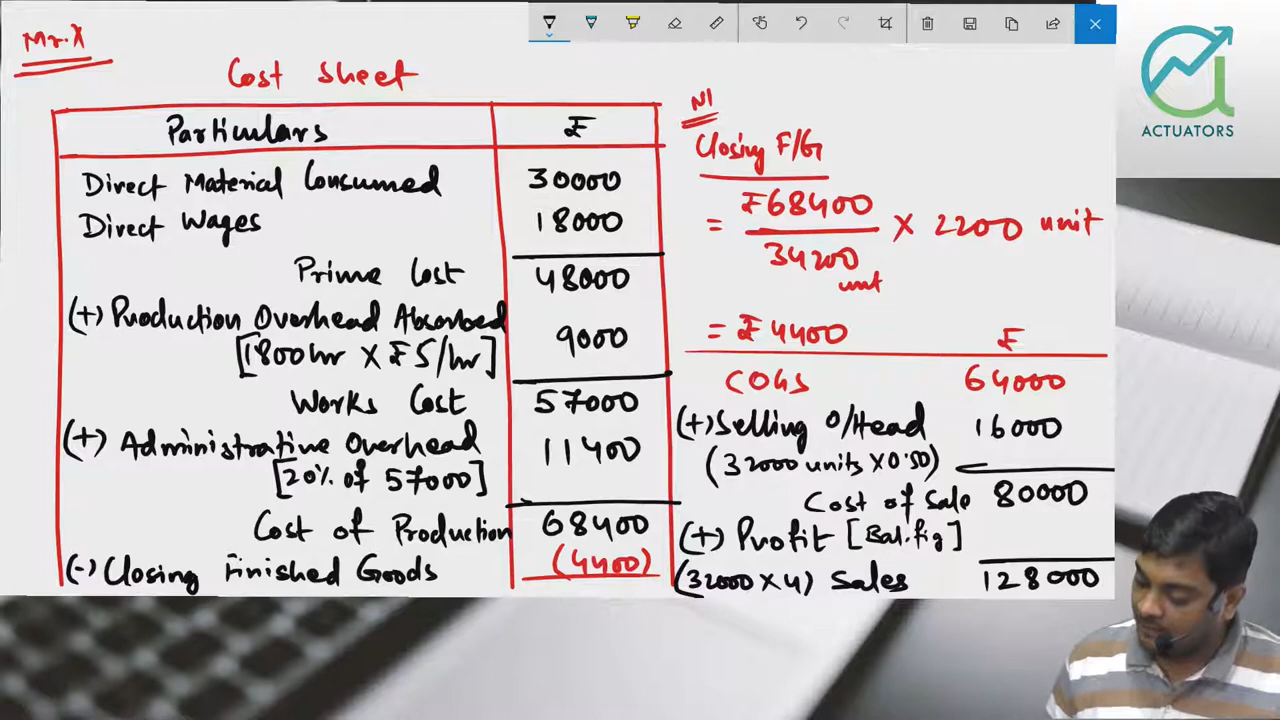 Mr. X
Cost Sheet
Particulars ₹
Direct Material Consumed 30000
Direct Wages 18000
Prime Cost 48000
(+) Production Overhead Absorbed
[1800 hr X ₹ 5/hr] 9000
Works Cost 57000
(+) Administrative Overhead 11400
[20% of 57000]
Cost of Production 68400
(-) Closing Finished Goods (4400)
N1
Closing F/G
= ₹68400 / 34200 unit X 2200 unit
= ₹ 4400 ₹
COGS 64000
(+) Selling O/Head 16000
(32000 units X 0.50)
Cost of Sale 80000
(+) Profit [Bal. fig]
(32000 X 4) Sales 128000
ACTUATORS